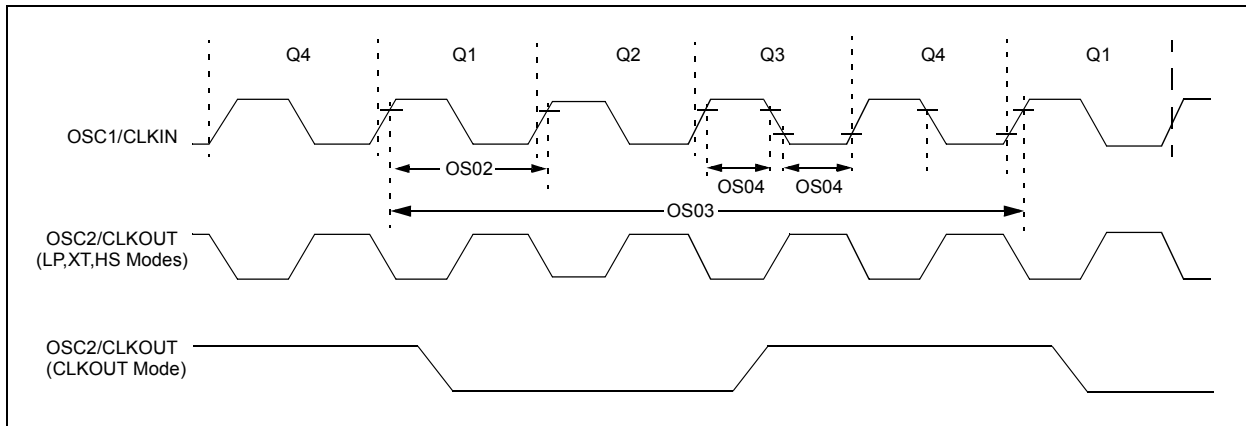 Q4 Q1 Q2 Q3 Q4 Q1
OSC1/CLKIN
OS02
OS04 OS04
OS03
OSC2/CLKOUT
(LP,XT,HS Modes)
OSC2/CLKOUT
(CLKOUT Mode)